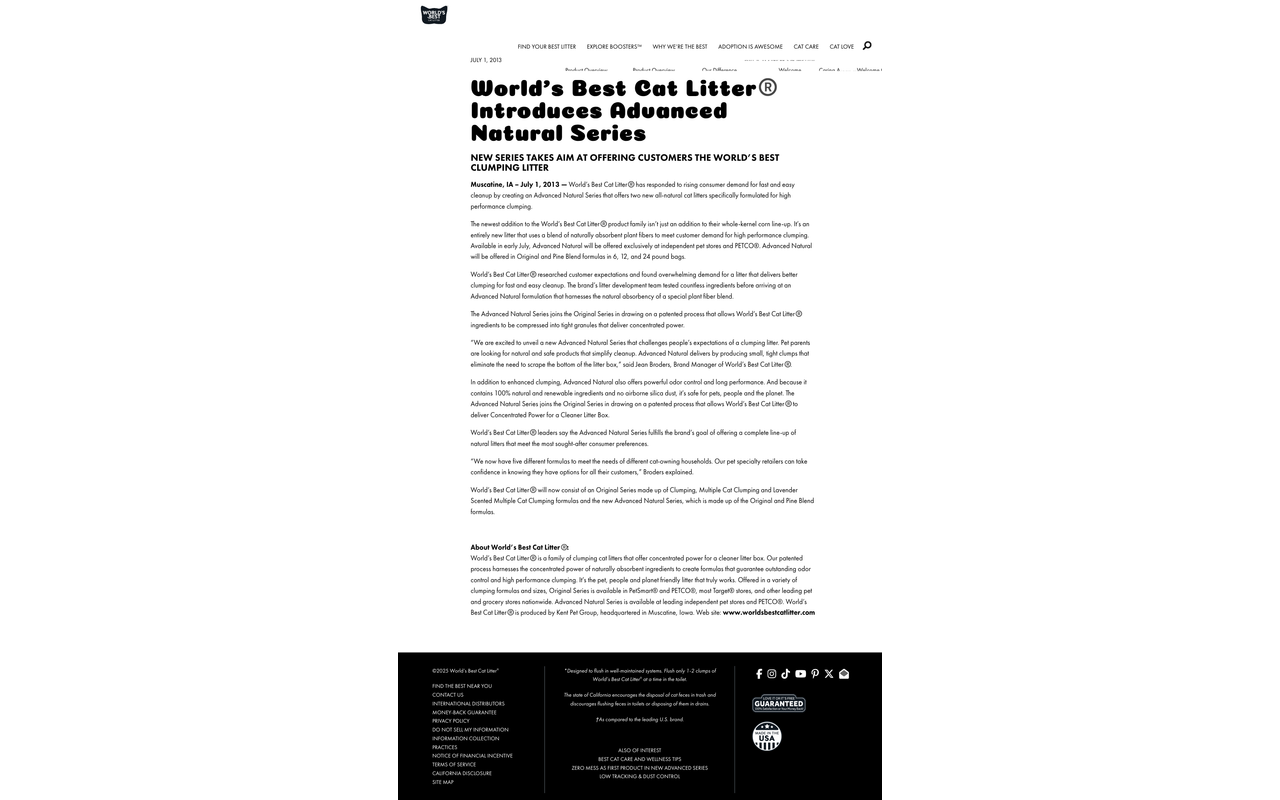 WORLD'S
BEST
FIND YOUR BEST LITTER EXPLORE BOOSTERS™ WHY WE'RE THE BEST ADOPTION IS AWESOME CAT CARE CAT LOVE
JULY 1, 2013
Product Overview Product Overview Our Difference Welcome Caring A Welcome
World's Best Cat Litter®
Introduces Advanced
Natural Series
NEW SERIES TAKES AIM AT OFFERING CUSTOMERS THE WORLD'S BEST
CLUMPING LITTER
Muscatine, IA – July 1, 2013 — World's Best Cat Litter® has responded to rising consumer demand for fast and easy
cleanup by creating an Advanced Natural Series that offers two new all-natural cat litters specifically formulated for high
performance clumping.
The newest addition to the World's Best Cat Litter® product family isn't just an addition to their whole-kernel corn line-up. It's an
entirely new litter that uses a blend of naturally absorbent plant fibers to meet customer demand for high performance clumping.
Available in early July, Advanced Natural will be offered exclusively at independent pet stores and PETCO®. Advanced Natural
will be offered in Original and Pine Blend formulas in 6, 12, and 24 pound bags.
World's Best Cat Litter® researched customer expectations and found overwhelming demand for a litter that delivers better
clumping for fast and easy cleanup. The brand's litter development team tested countless ingredients before arriving at an
Advanced Natural formulation that harnesses the natural absorbency of a special plant fiber blend.
The Advanced Natural Series joins the Original Series in drawing on a patented process that allows World's Best Cat Litter®
ingredients to be compressed into tight granules that deliver concentrated power.
"We are excited to unveil a new Advanced Natural Series that challenges people's expectations of a clumping litter. Pet parents
are looking for natural and safe products that simplify cleanup. Advanced Natural delivers by producing small, tight clumps that
eliminate the need to scrape the bottom of the litter box," said Jean Broders, Brand Manager of World's Best Cat Litter®.
In addition to enhanced clumping, Advanced Natural also offers powerful odor control and long performance. And because it
contains 100% natural and renewable ingredients and no airborne silica dust, it's safe for pets, people and the planet. The
Advanced Natural Series joins the Original Series in drawing on a patented process that allows World's Best Cat Litter® to
deliver Concentrated Power for a Cleaner Litter Box.
World's Best Cat Litter® leaders say the Advanced Natural Series fulfills the brand's goal of offering a complete line-up of
natural litters that meet the most sought-after consumer preferences.
"We now have five different formulas to meet the needs of different cat-owning households. Our pet specialty retailers can take
confidence in knowing they have options for all their customers," Broders explained.
World's Best Cat Litter® will now consist of an Original Series made up of Clumping, Multiple Cat Clumping and Lavender
Scented Multiple Cat Clumping formulas and the new Advanced Natural Series, which is made up of the Original and Pine Blend
formulas.
About World's Best Cat Litter®:
World's Best Cat Litter® is a family of clumping cat litters that offer concentrated power for a cleaner litter box. Our patented
process harnesses the concentrated power of naturally absorbent ingredients to create formulas that guarantee outstanding odor
control and high performance clumping. It's the pet, people and planet friendly litter that truly works. Offered in a variety of
clumping formulas and sizes, Original Series is available in PetSmart® and PETCO®, most Target® stores, and other leading pet
and grocery stores nationwide. Advanced Natural Series is available at leading independent pet stores and PETCO®. World's
Best Cat Litter® is produced by Kent Pet Group, headquartered in Muscatine, Iowa. Web site: www.worldsbestcatlitter.com
©2025 World's Best Cat Litter®
FIND THE BEST NEAR YOU
CONTACT US
INTERNATIONAL DISTRIBUTORS
MONEY-BACK GUARANTEE
PRIVACY POLICY
DO NOT SELL MY INFORMATION
INFORMATION COLLECTION
PRACTICES
NOTICE OF FINANCIAL INCENTIVE
TERMS OF SERVICE
CALIFORNIA DISCLOSURE
SITE MAP
*Designed to flush in well-maintained systems. Flush only 1-2 clumps of
World's Best Cat Litter® at a time in the toilet.
The state of California encourages the disposal of cat feces in trash and
discourages flushing feces in toilets or disposing of them in drains.
†As compared to the leading U.S. brand.
ALSO OF INTEREST
BEST CAT CARE AND WELLNESS TIPS
ZERO MESS AS FIRST PRODUCT IN NEW ADVANCED SERIES
LOW TRACKING & DUST CONTROL
LOVE IT OR IT'S FREE
GUARANTEED
MADE IN THE
USA